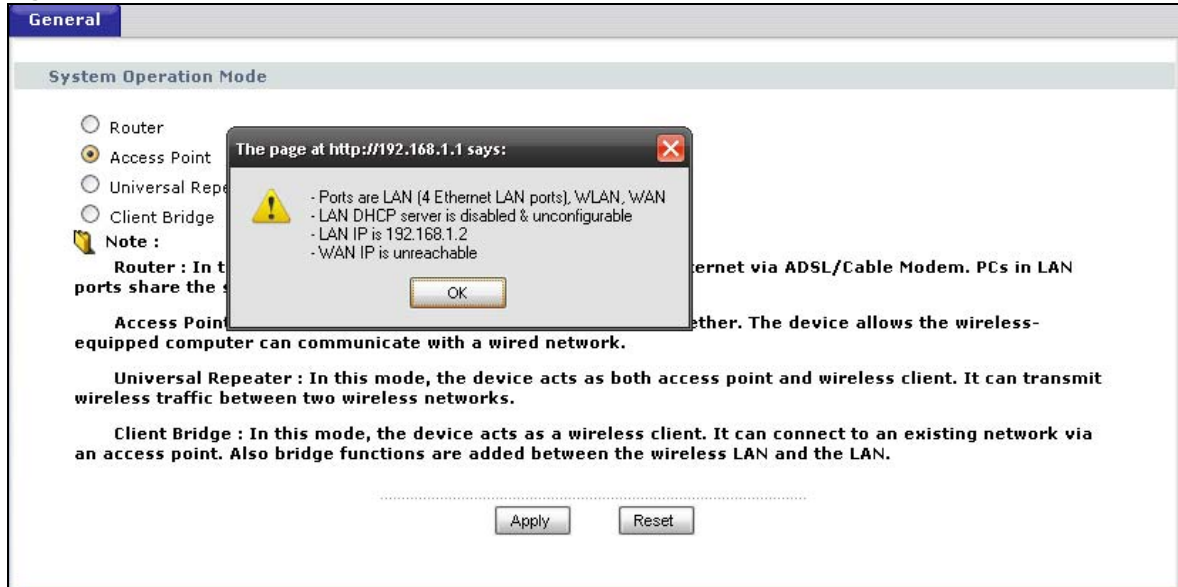 General
System Operation Mode
Router
Access Point
Universal Repe
Client Bridge
The page at http://192.168.1.1 says:
- Ports are LAN (4 Ethernet LAN ports), WLAN, WAN
- LAN DHCP server is disabled & unconfigurable
- LAN IP is 192.168.1.2
- WAN IP is unreachable
OK
Note :
Router : In t ernet via ADSL/Cable Modem. PCs in LAN
ports share the s
Access Point ether. The device allows the wireless-
equipped computer can communicate with a wired network.
Universal Repeater : In this mode, the device acts as both access point and wireless client. It can transmit
wireless traffic between two wireless networks.
Client Bridge : In this mode, the device acts as a wireless client. It can connect to an existing network via
an access point. Also bridge functions are added between the wireless LAN and the LAN.
Apply Reset